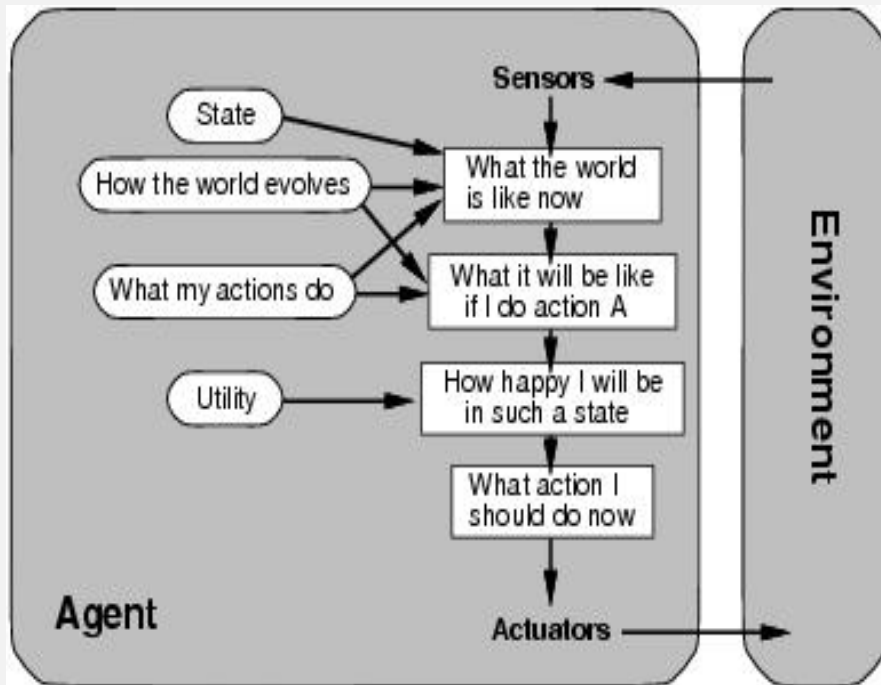 Sensors
State
What the world
is like now
How the world evolves
What it will be like
if I do action A
What my actions do
How happy I will be
in such a state
Utility
What action I
should do now
Agent
Actuators
Environment